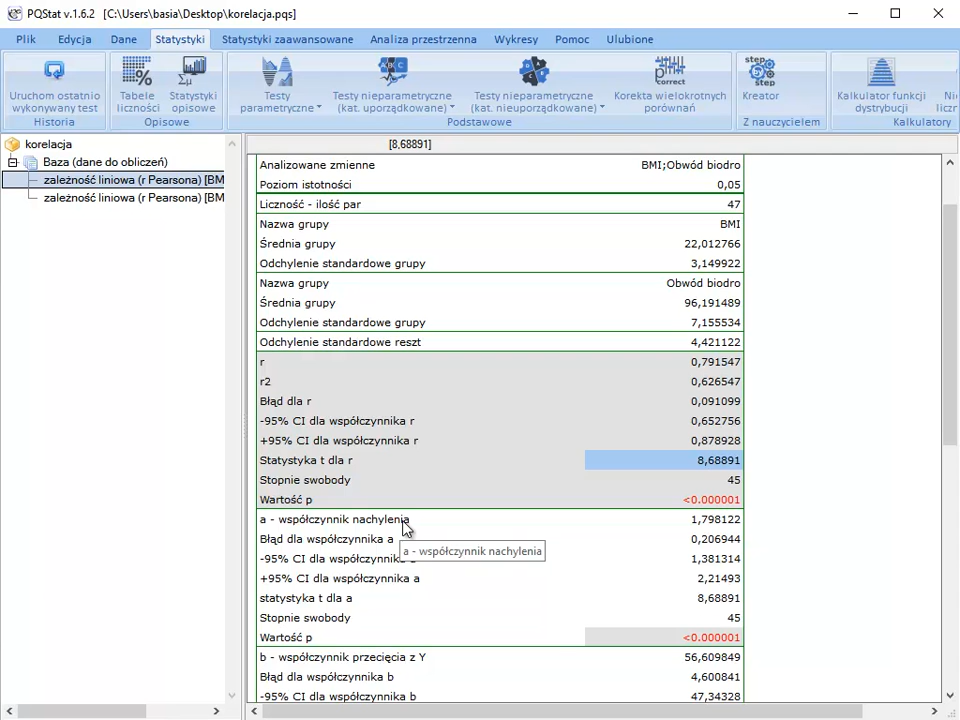 PQStat v.1.6.2 [C:\Users\basia\Desktop\korelacja.pqs]
Plik Edycja Dane Statystyki Statystyki zaawansowane Analiza przestrzenna Wykresy Pomoc Ulubione
Uruchom ostatnio wykonywany test
Historia
Tabele liczności
Statystyki opisowe
Opisowe
Testy parametryczne
Testy nieparametryczne (kat. uporządkowane)
Testy nieparametryczne (kat. nieuporządkowane)
correct
Korekta wielokrotnych porównań
Podstawowe
step by step
Kreator
Z nauczycielem
Kalkulator funkcji dystrybucji
Kalkulatory
korelacja
Baza (dane do obliczeń)
zależność liniowa (r Pearsona) [BM
zależność liniowa (r Pearsona) [BM
[8,68891]
Analizowane zmienne BMI;Obwód biodro
Poziom istotności 0,05
Liczność - ilość par 47
Nazwa grupy BMI
Średnia grupy 22,012766
Odchylenie standardowe grupy 3,149922
Nazwa grupy Obwód biodro
Średnia grupy 96,191489
Odchylenie standardowe grupy 7,155534
Odchylenie standardowe reszt 4,421122
r 0,791547
r2 0,626547
Błąd dla r 0,091099
-95% CI dla współczynnika r 0,652756
+95% CI dla współczynnika r 0,878928
Statystyka t dla r 8,68891
Stopnie swobody 45
Wartość p <0.000001
a - współczynnik nachylenia 1,798122
Błąd dla współczynnika a 0,206944
a - współczynnik nachylenia
-95% CI dla współczynnika 1,381314
+95% CI dla współczynnika a 2,21493
statystyka t dla a 8,68891
Stopnie swobody 45
Wartość p <0.000001
b - współczynnik przecięcia z Y 56,609849
Błąd dla współczynnika b 4,600841
-95% CI dla współczynnika b 47,34328